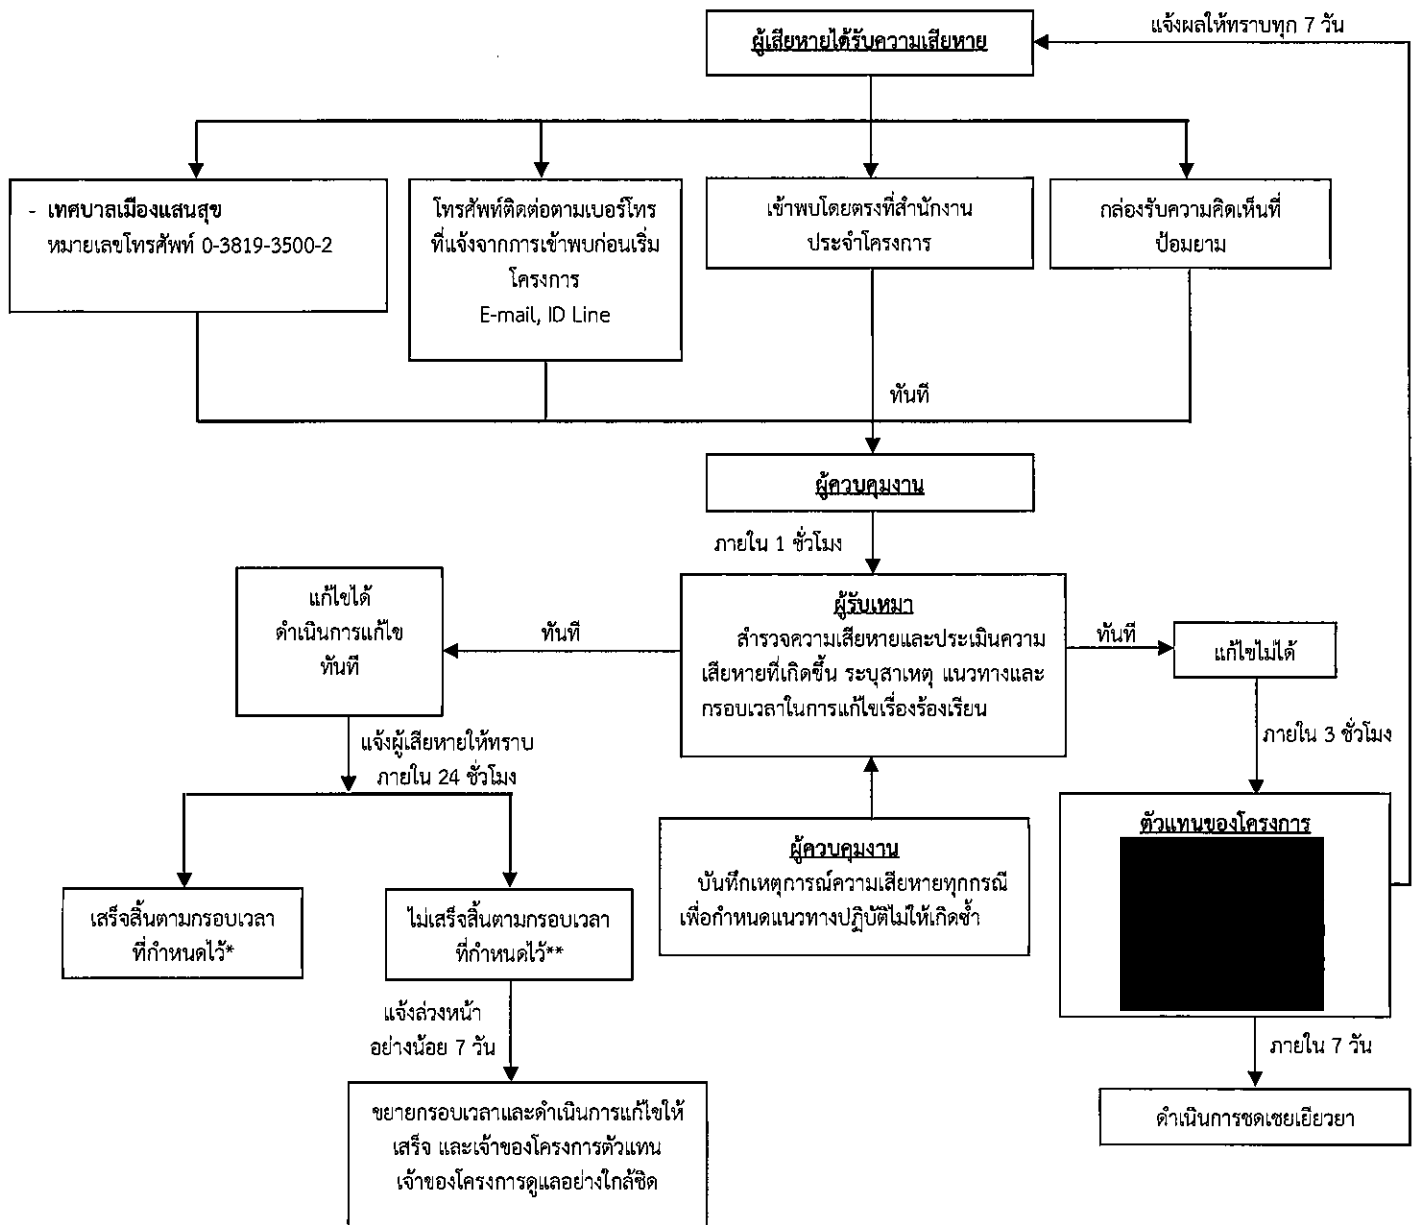 แจ้งผลให้ทราบทุก 7 วัน
ผู้เสียหายได้รับความเสียหาย
- เทศบาลเมืองแสนสุข
หมายเลขโทรศัพท์ 0-3819-3500-2
โทรศัพท์ติดต่อตามเบอร์โทร
ที่แจ้งจากการเข้าพบก่อนเริ่ม
โครงการ
E-mail, ID Line
เข้าพบโดยตรงที่สำนักงาน
ประจำโครงการ
กล่องรับความคิดเห็นที่
ป้อมยาม
ทันที
ผู้ควบคุมงาน
ภายใน 1 ชั่วโมง
แก้ไขได้
ดำเนินการแก้ไข
ทันที
ทันที
ผู้รับเหมา
สำรวจความเสียหายและประเมินความ
เสียหายที่เกิดขึ้น ระบุสาเหตุ แนวทางและ
กรอบเวลาในการแก้ไขเรื่องร้องเรียน
ทันที
แก้ไขไม่ได้
แจ้งผู้เสียหายให้ทราบ
ภายใน 24 ชั่วโมง
ภายใน 3 ชั่วโมง
ผู้ควบคุมงาน
บันทึกเหตุการณ์ความเสียหายทุกกรณี
เพื่อกำหนดแนวทางปฏิบัติไม่ให้เกิดซ้ำ
ตัวแทนของโครงการ
เสร็จสิ้นตามกรอบเวลา
ที่กำหนดไว้*
ไม่เสร็จสิ้นตามกรอบเวลา
ที่กำหนดไว้**
แจ้งล่วงหน้า
อย่างน้อย 7 วัน
ภายใน 7 วัน
ขยายกรอบเวลาและดำเนินการแก้ไขให้
เสร็จ และเจ้าของโครงการตัวแทน
เจ้าของโครงการดูแลอย่างใกล้ชิด
ดำเนินการชดเชยเยียวยา